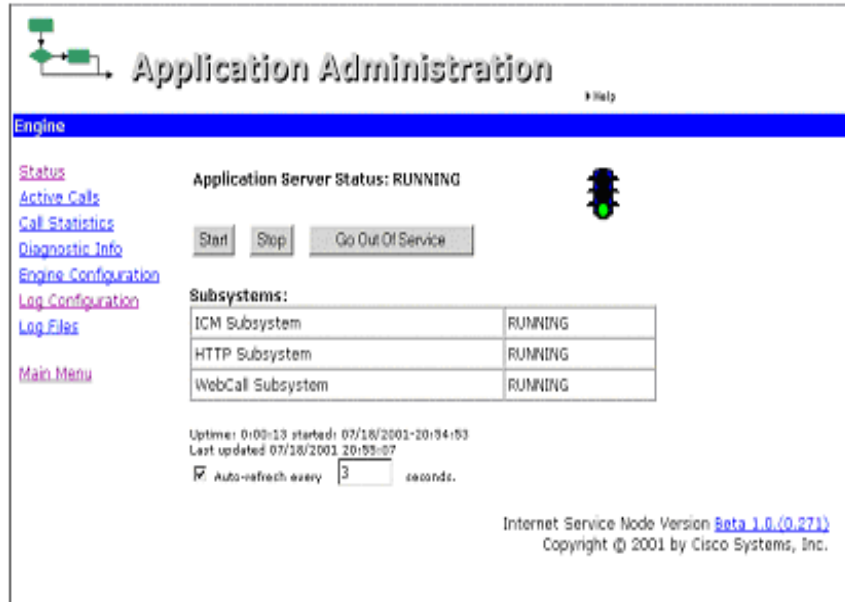 Application Administration
Help
Engine
Status
Active Calls
Call Statistics
Diagnostic Info
Engine Configuration
Log Configuration
Log Files
Main Menu
Application Server Status: RUNNING
Start Stop Go Out Of Service
Subsystems:
ICM Subsystem RUNNING
HTTP Subsystem RUNNING
WebCall Subsystem RUNNING
Uptime: 0:00:13 started: 07/18/2001-20:54:53
Last updated 07/18/2001 20:55:07
Auto-refresh every 3 seconds.
Internet Service Node Version Beta 1.0.(0.271)
Copyright © 2001 by Cisco Systems, Inc.